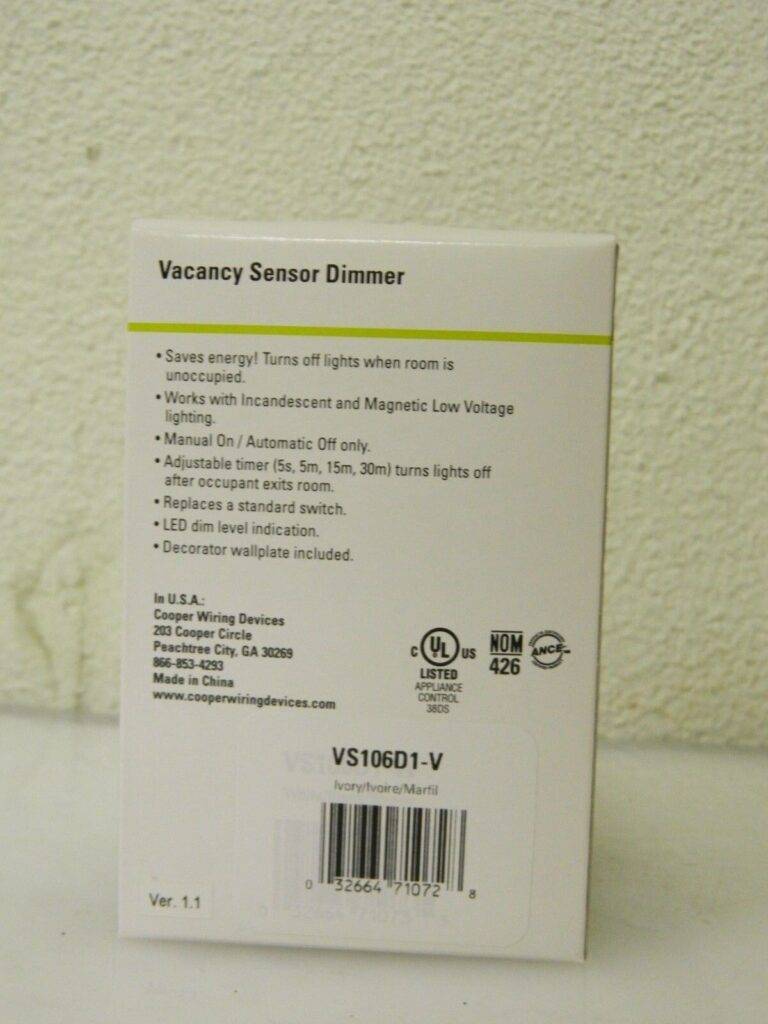 Vacancy Sensor Dimmer
• Saves energy! Turns off lights when room is
unoccupied.
• Works with Incandescent and Magnetic Low Voltage
lighting.
• Manual On / Automatic Off only.
• Adjustable timer (5s, 5m, 15m, 30m) turns lights off
after occupant exits room.
• Replaces a standard switch.
• LED dim level indication.
• Decorator wallplate included.
In U.S.A.:
Cooper Wiring Devices
203 Cooper Circle
Peachtree City, GA 30269
866-853-4293
Made in China
www.cooperwiringdevices.com
C UL US
LISTED
APPLIANCE
CONTROL
38DS
NOM
426
ANCE
VS106D1-V
Ivory/Ivoire/Marfil
0 32664 71072 8
Ver. 1.1